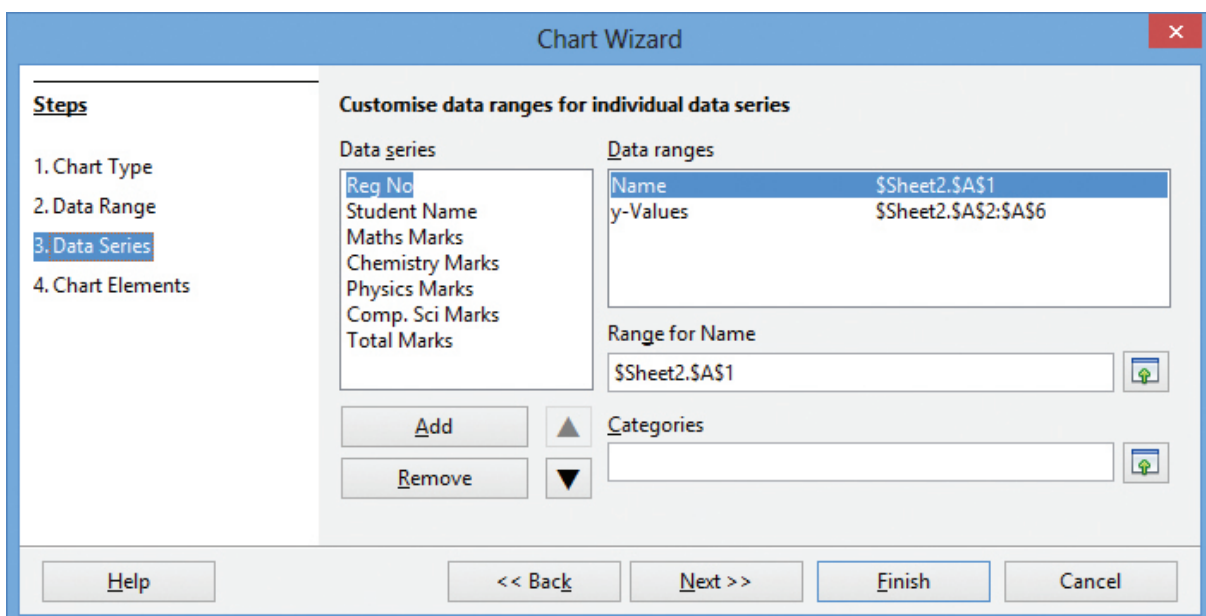 Chart Wizard
Steps
1. Chart Type
2. Data Range
3. Data Series
4. Chart Elements
Customise data ranges for individual data series
Data series
Reg No
Student Name
Maths Marks
Chemistry Marks
Physics Marks
Comp. Sci Marks
Total Marks
Add
Remove
Data ranges
Name $Sheet2.$A$1
y-Values $Sheet2.$A$2:$A$6
Range for Name
$Sheet2.$A$1
Categories
Help
<< Back
Next >>
Finish
Cancel